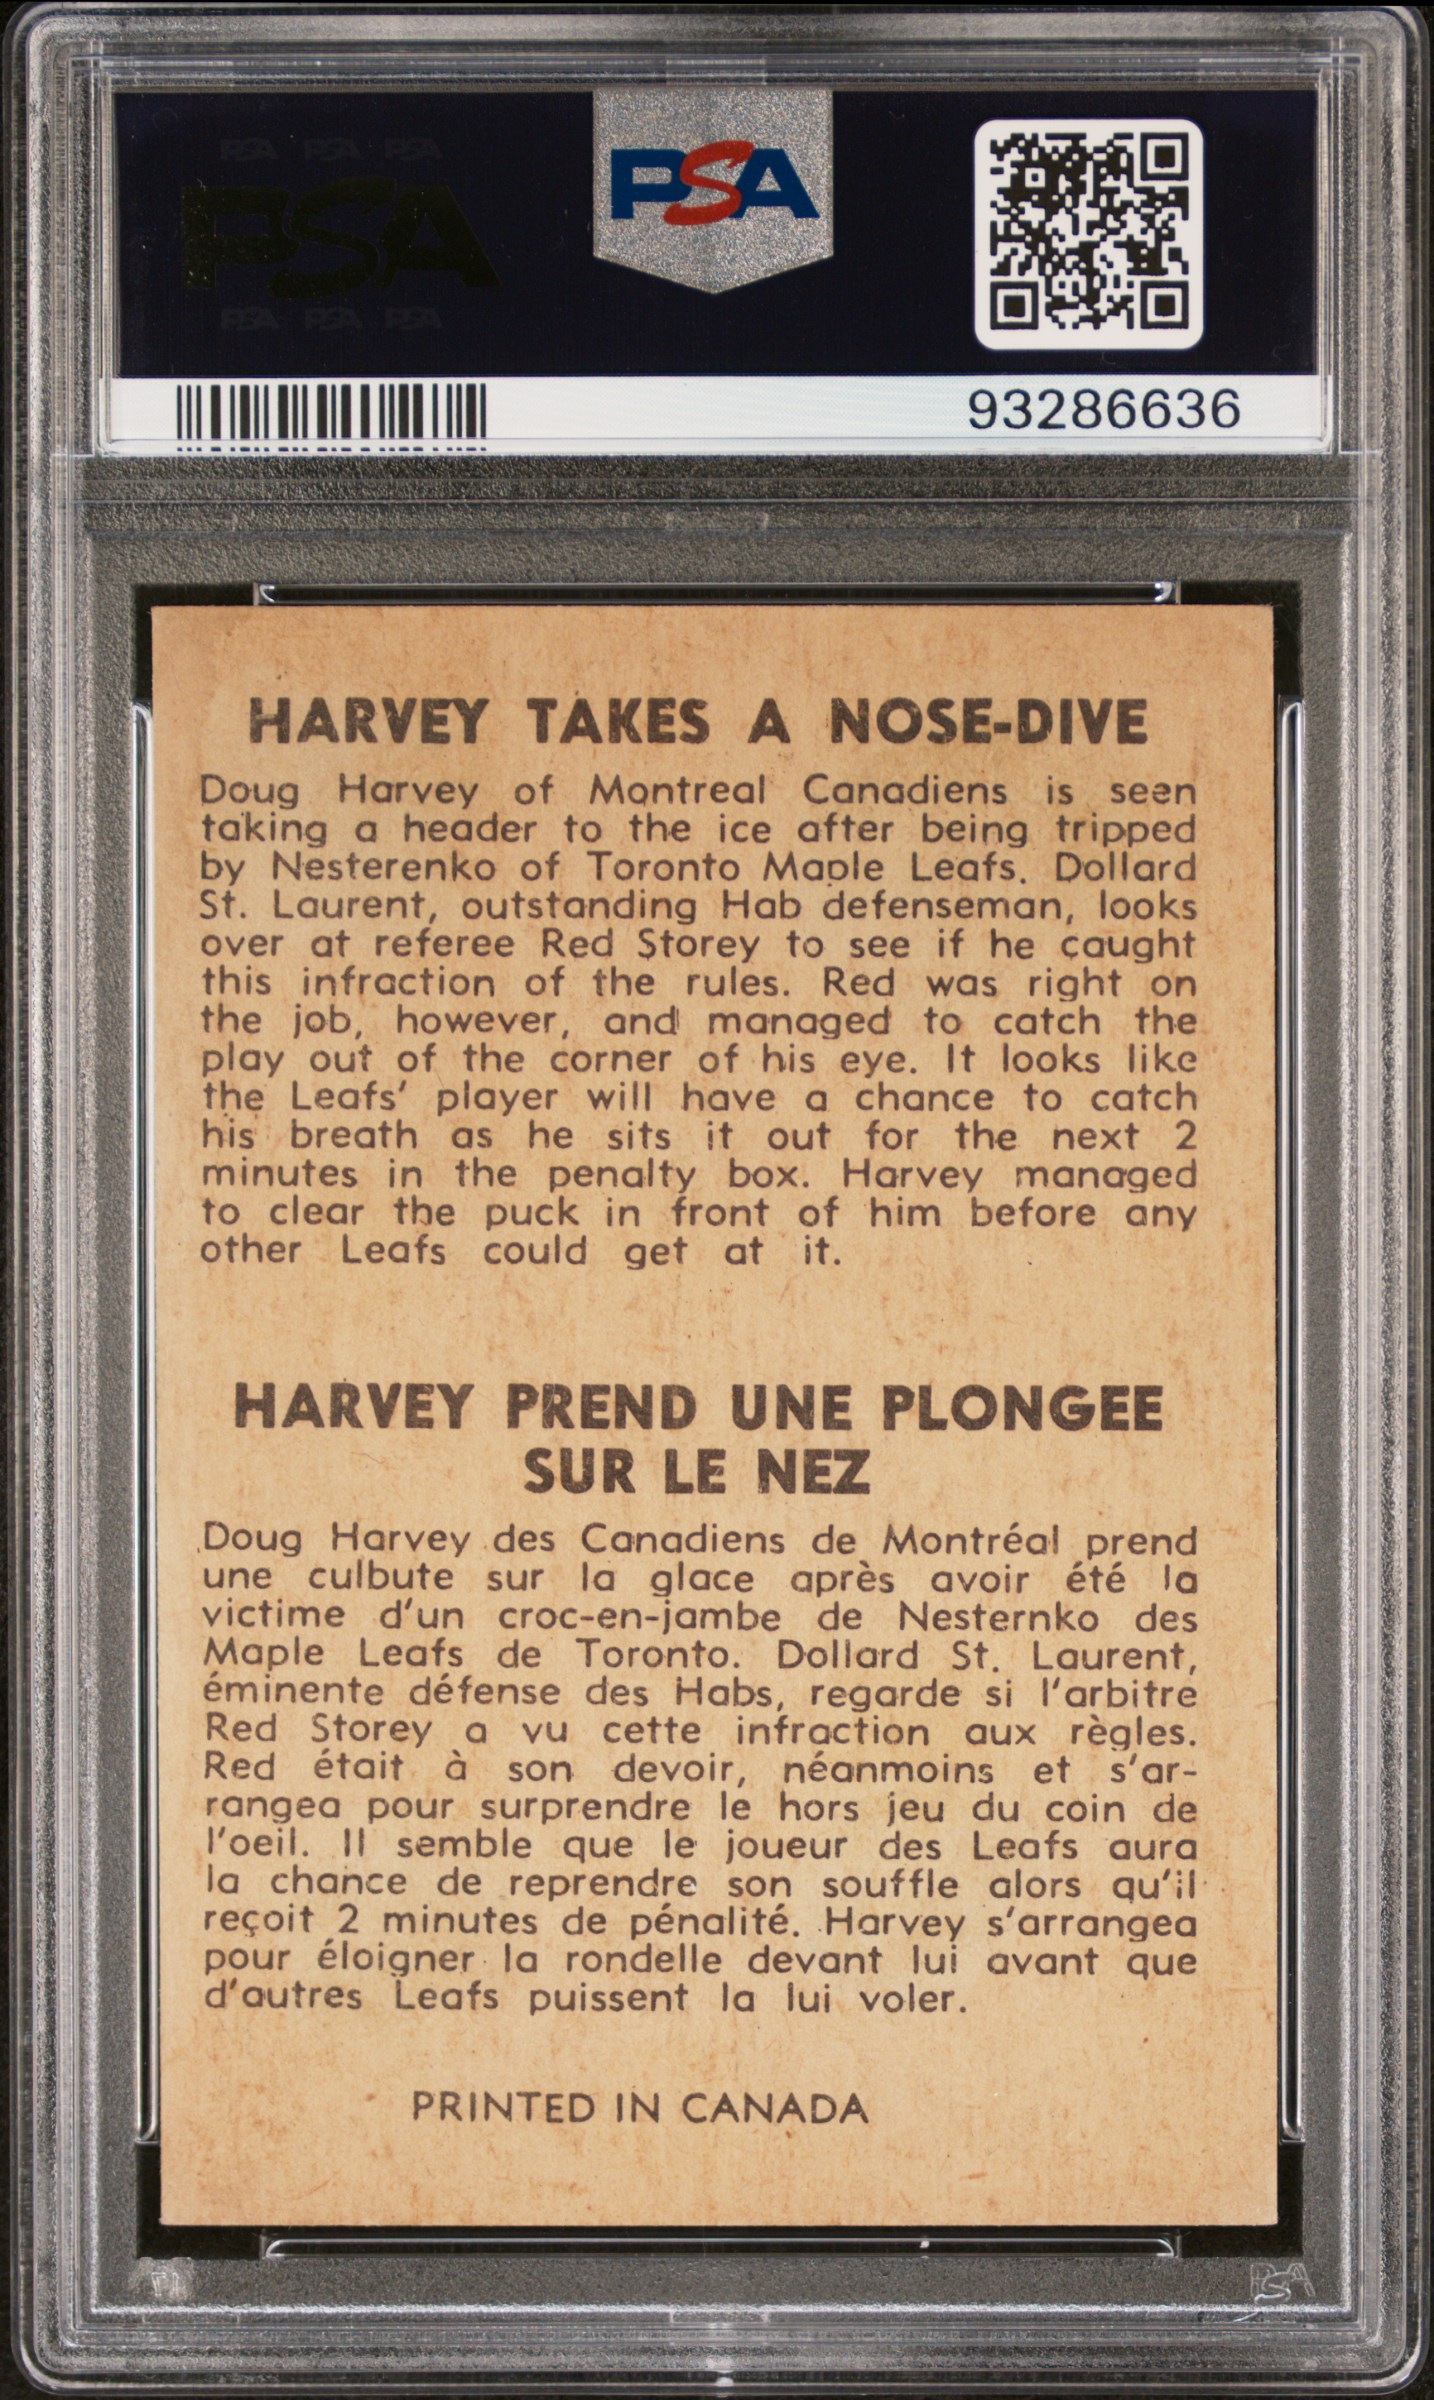 PSA PSA PSA
PSA
PSA PSA PSA
PSA
93286636
HARVEY TAKES A NOSE-DIVE
Doug Harvey of Montreal Canadiens is seen
taking a header to the ice after being tripped
by Nesterenko of Toronto Maple Leafs. Dollard
St. Laurent, outstanding Hab defenseman, looks
over at referee Red Storey to see if he caught
this infraction of the rules. Red was right on
the job, however, and managed to catch the
play out of the corner of his eye. It looks like
the Leafs' player will have a chance to catch
his breath as he sits it out for the next 2
minutes in the penalty box. Harvey managed
to clear the puck in front of him before any
other Leafs could get at it.
HARVEY PREND UNE PLONGEE
SUR LE NEZ
Doug Harvey des Canadiens de Montréal prend
une culbute sur la glace après avoir été la
victime d'un croc-en-jambe de Nesternko des
Maple Leafs de Toronto. Dollard St. Laurent,
éminente défense des Habs, regarde si l'arbitre
Red Storey a vu cette infraction aux règles.
Red était à son devoir, néanmoins et s'ar-
rangea pour surprendre le hors jeu du coin de
l'oeil. Il semble que le joueur des Leafs aura
la chance de reprendre son souffle alors qu'il
reçoit 2 minutes de pénalité. Harvey s'arrangea
pour éloigner la rondelle devant lui avant que
d'autres Leafs puissent la lui voler.
PRINTED IN CANADA
PSA